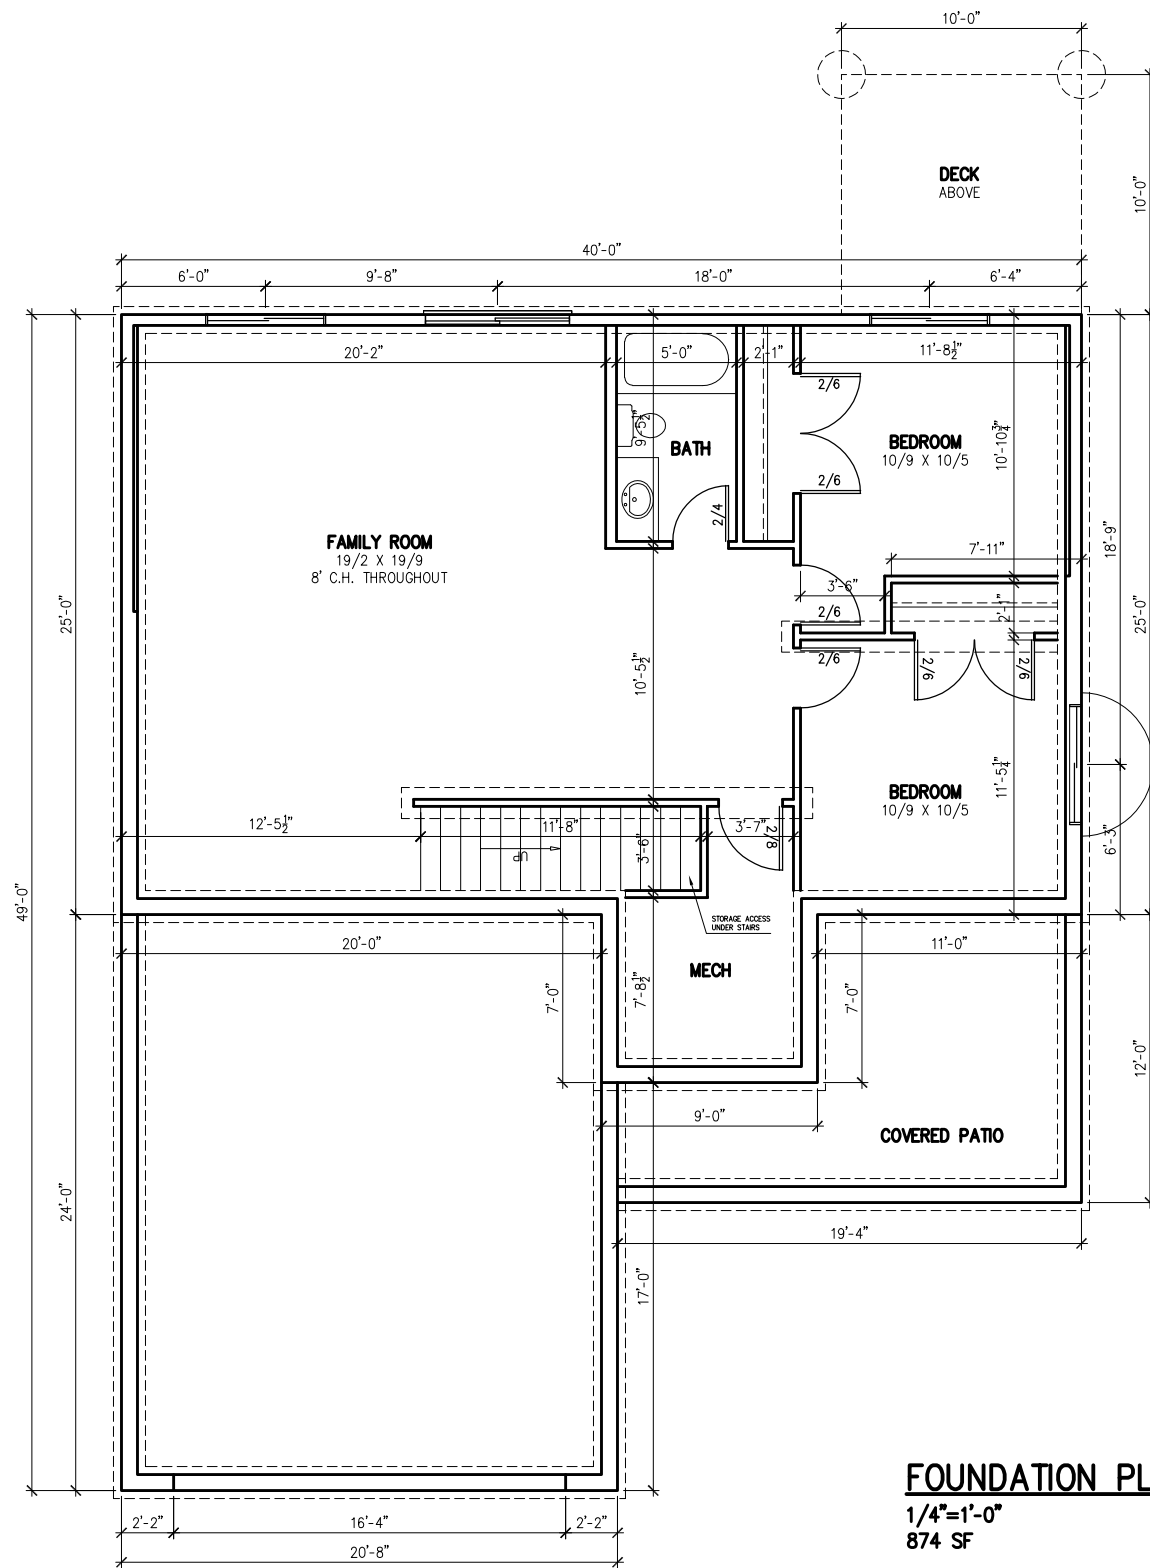 10'-0"
DECK
ABOVE
10'-0"
40'-0"
6'-0"
9'-8"
18'-0"
6'-4"
20'-2"
5'-0"
2'-1"
11'-8½"
2/6
9'-5½"
BATH
BEDROOM
10/9 X 10/5
10'-10¾"
2/6
2/4
FAMILY ROOM
19/2 X 19/9
8' C.H. THROUGHOUT
7'-11"
18'-9"
3'-6"
2/6
2'-1"
25'-0"
25'-0"
2/6
2/6
2/6
10'-5½"
11'-5¼"
BEDROOM
10/9 X 10/5
12'-5½"
11'-8"
3'-7"
2/8
3'-6"
UP
6'-3"
49'-0"
STORAGE ACCESS
UNDER STAIRS
20'-0"
11'-0"
MECH
7'-0"
7'-8½"
7'-0"
12'-0"
9'-0"
COVERED PATIO
24'-0"
19'-4"
17'-0"
FOUNDATION PL
1/4"=1'-0"
874 SF
2'-2"
16'-4"
2'-2"
20'-8"